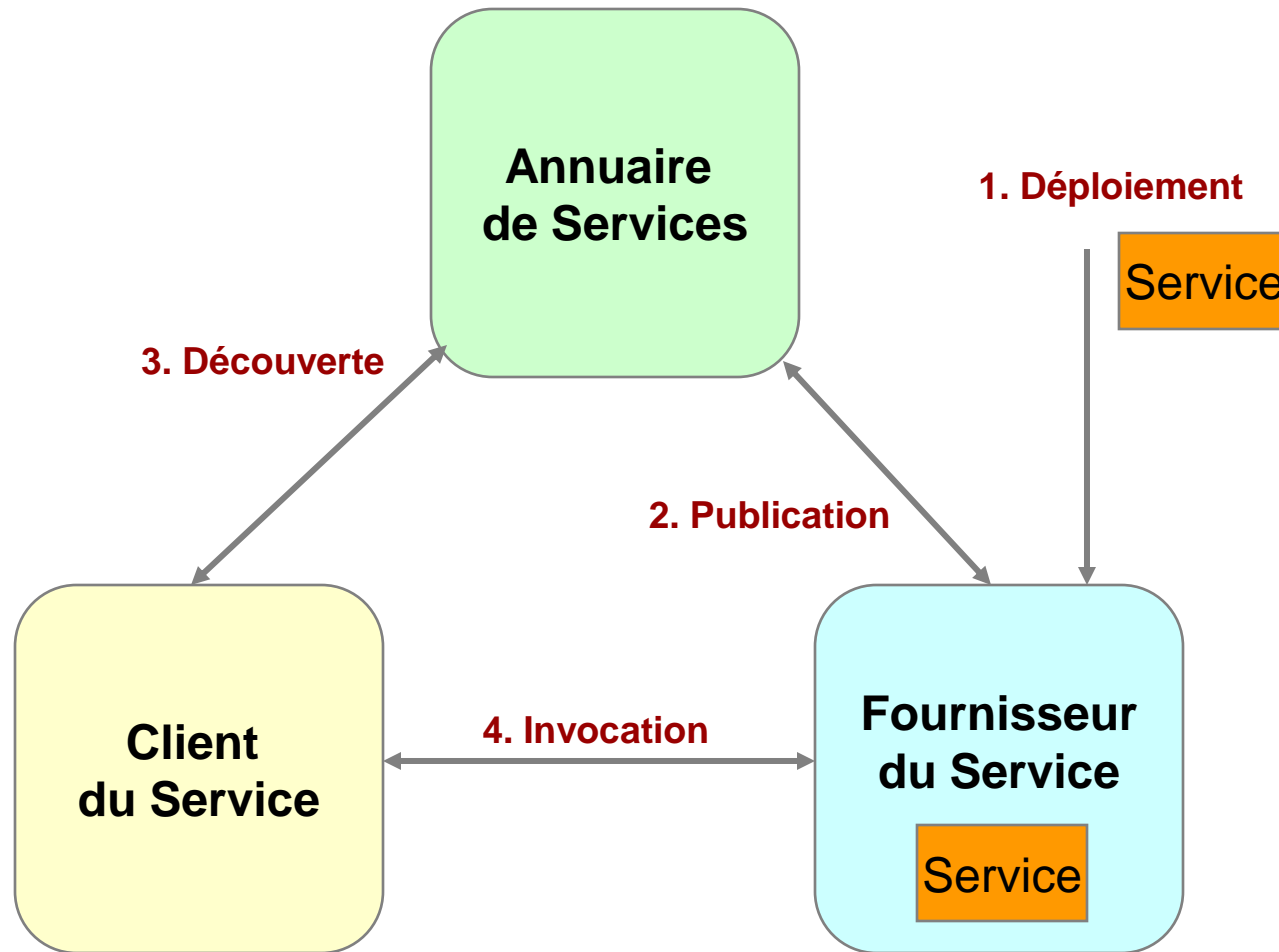 Annuaire
de Services
1. Déploiement
Service
3. Découverte
2. Publication
Client
du Service
4. Invocation
Fournisseur
du Service
Service